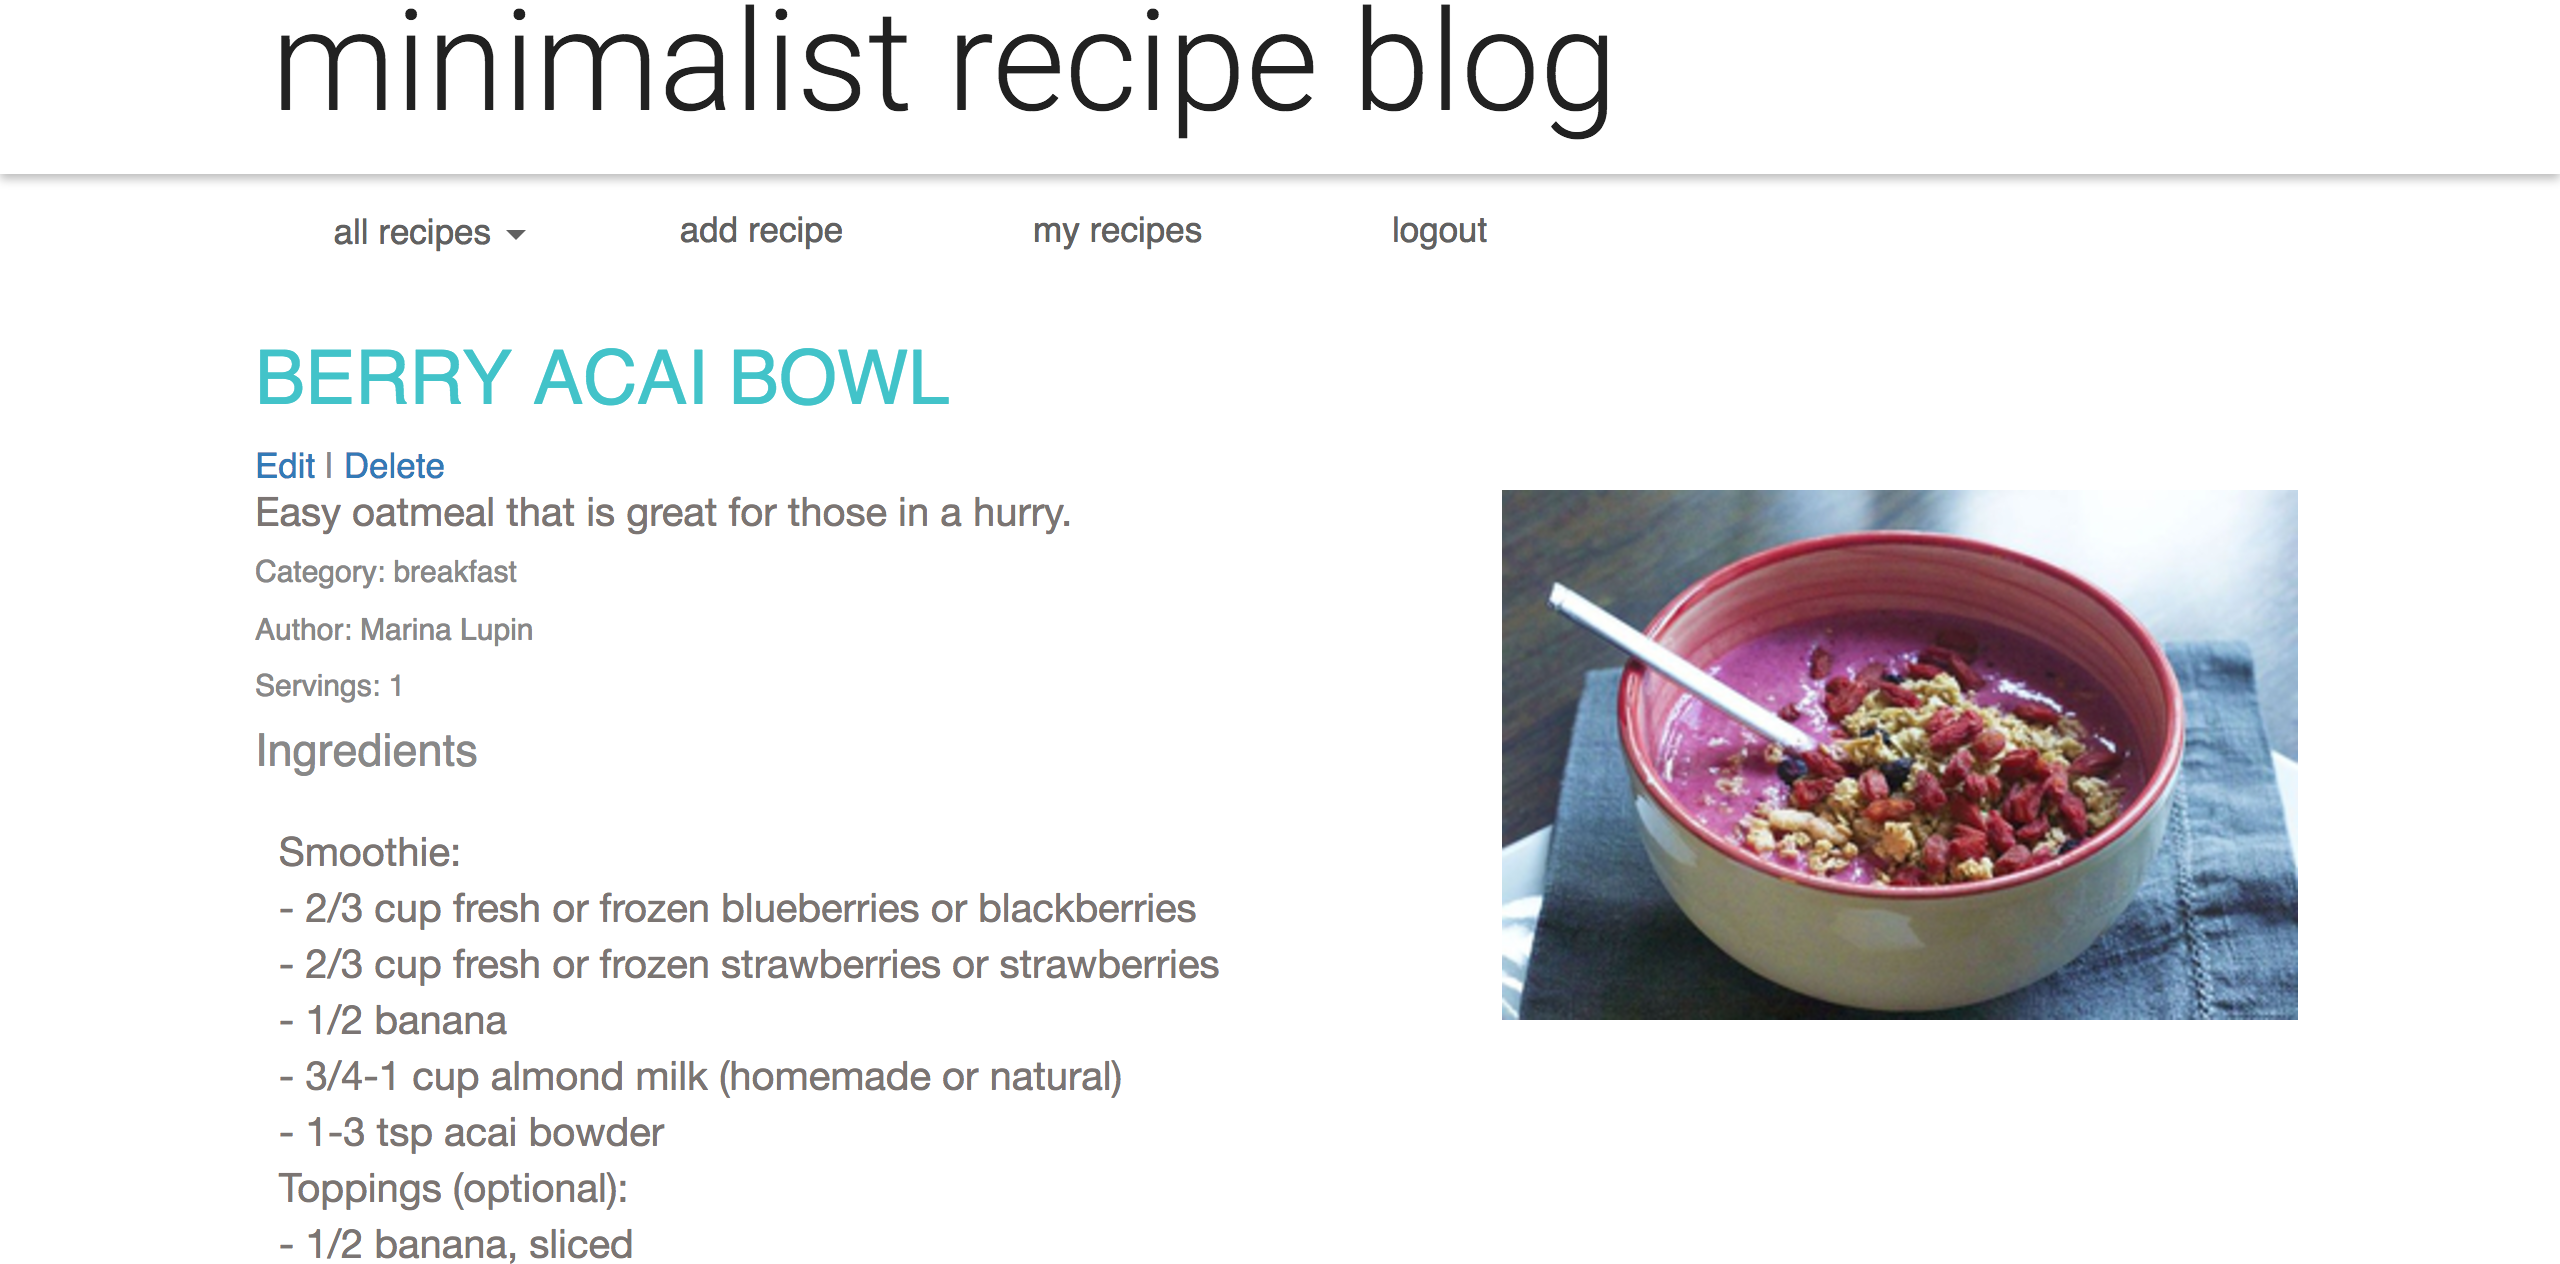 minimalist recipe blog
all recipes add recipe my recipes logout
BERRY ACAI BOWL
Edit | Delete
Easy oatmeal that is great for those in a hurry.
Category: breakfast
Author: Marina Lupin
Servings: 1
Ingredients
Smoothie:
- 2/3 cup fresh or frozen blueberries or blackberries
- 2/3 cup fresh or frozen strawberries or strawberries
- 1/2 banana
- 3/4-1 cup almond milk (homemade or natural)
- 1-3 tsp acai bowder
Toppings (optional):
- 1/2 banana, sliced